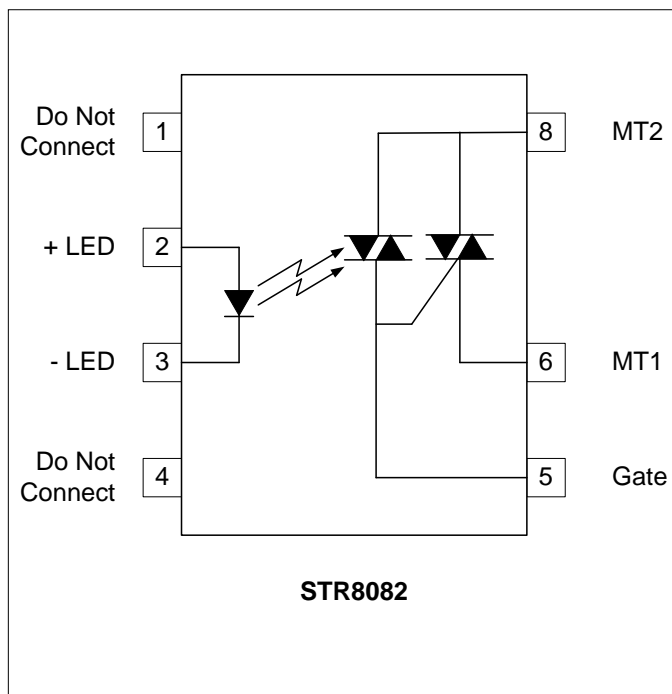 Do Not
Connect
1
+ LED
2
- LED
3
Do Not
Connect
4
8
MT2
6
MT1
5
Gate
STR8082